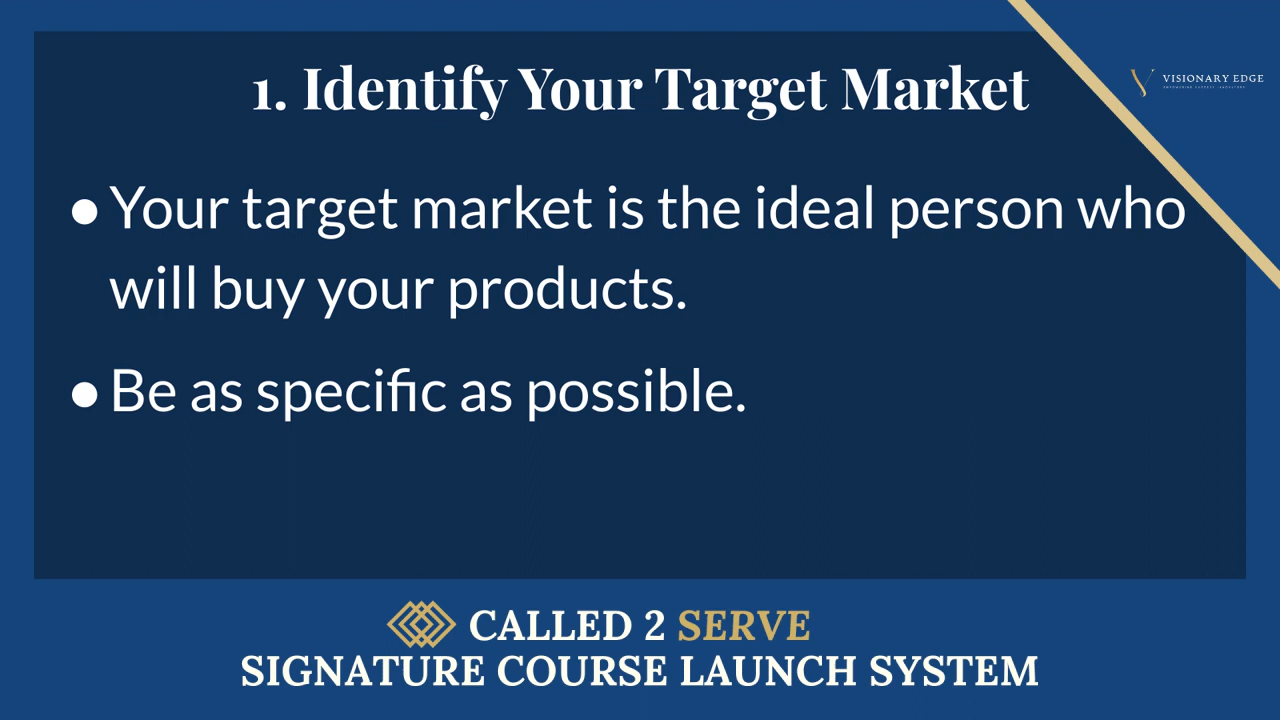 1. Identify Your Target Market
VISIONARY EDGE
● Your target market is the ideal person who
will buy your products.
● Be as specific as possible.
CALLED 2 SERVE
SIGNATURE COURSE LAUNCH SYSTEM